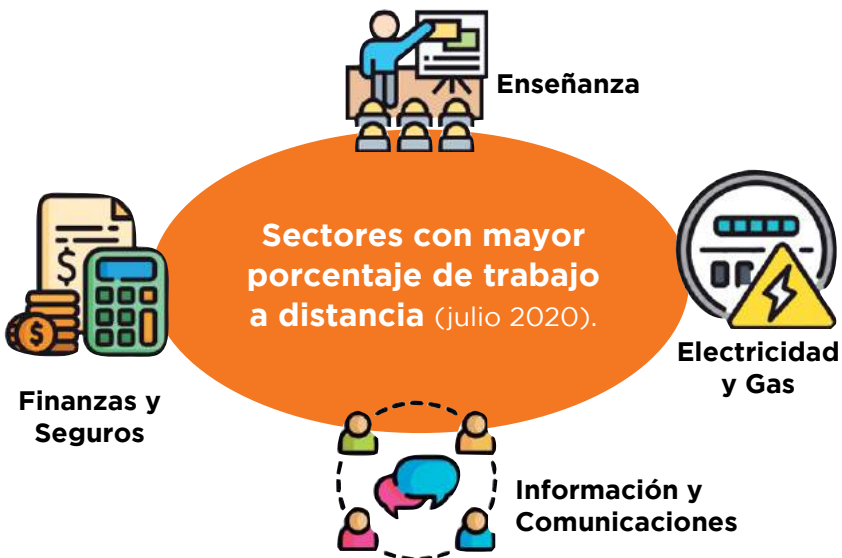 Enseñanza
Sectores con mayor
porcentaje de trabajo
a distancia (julio 2020).
Electricidad
y Gas
Finanzas y
Seguros
Información y
Comunicaciones